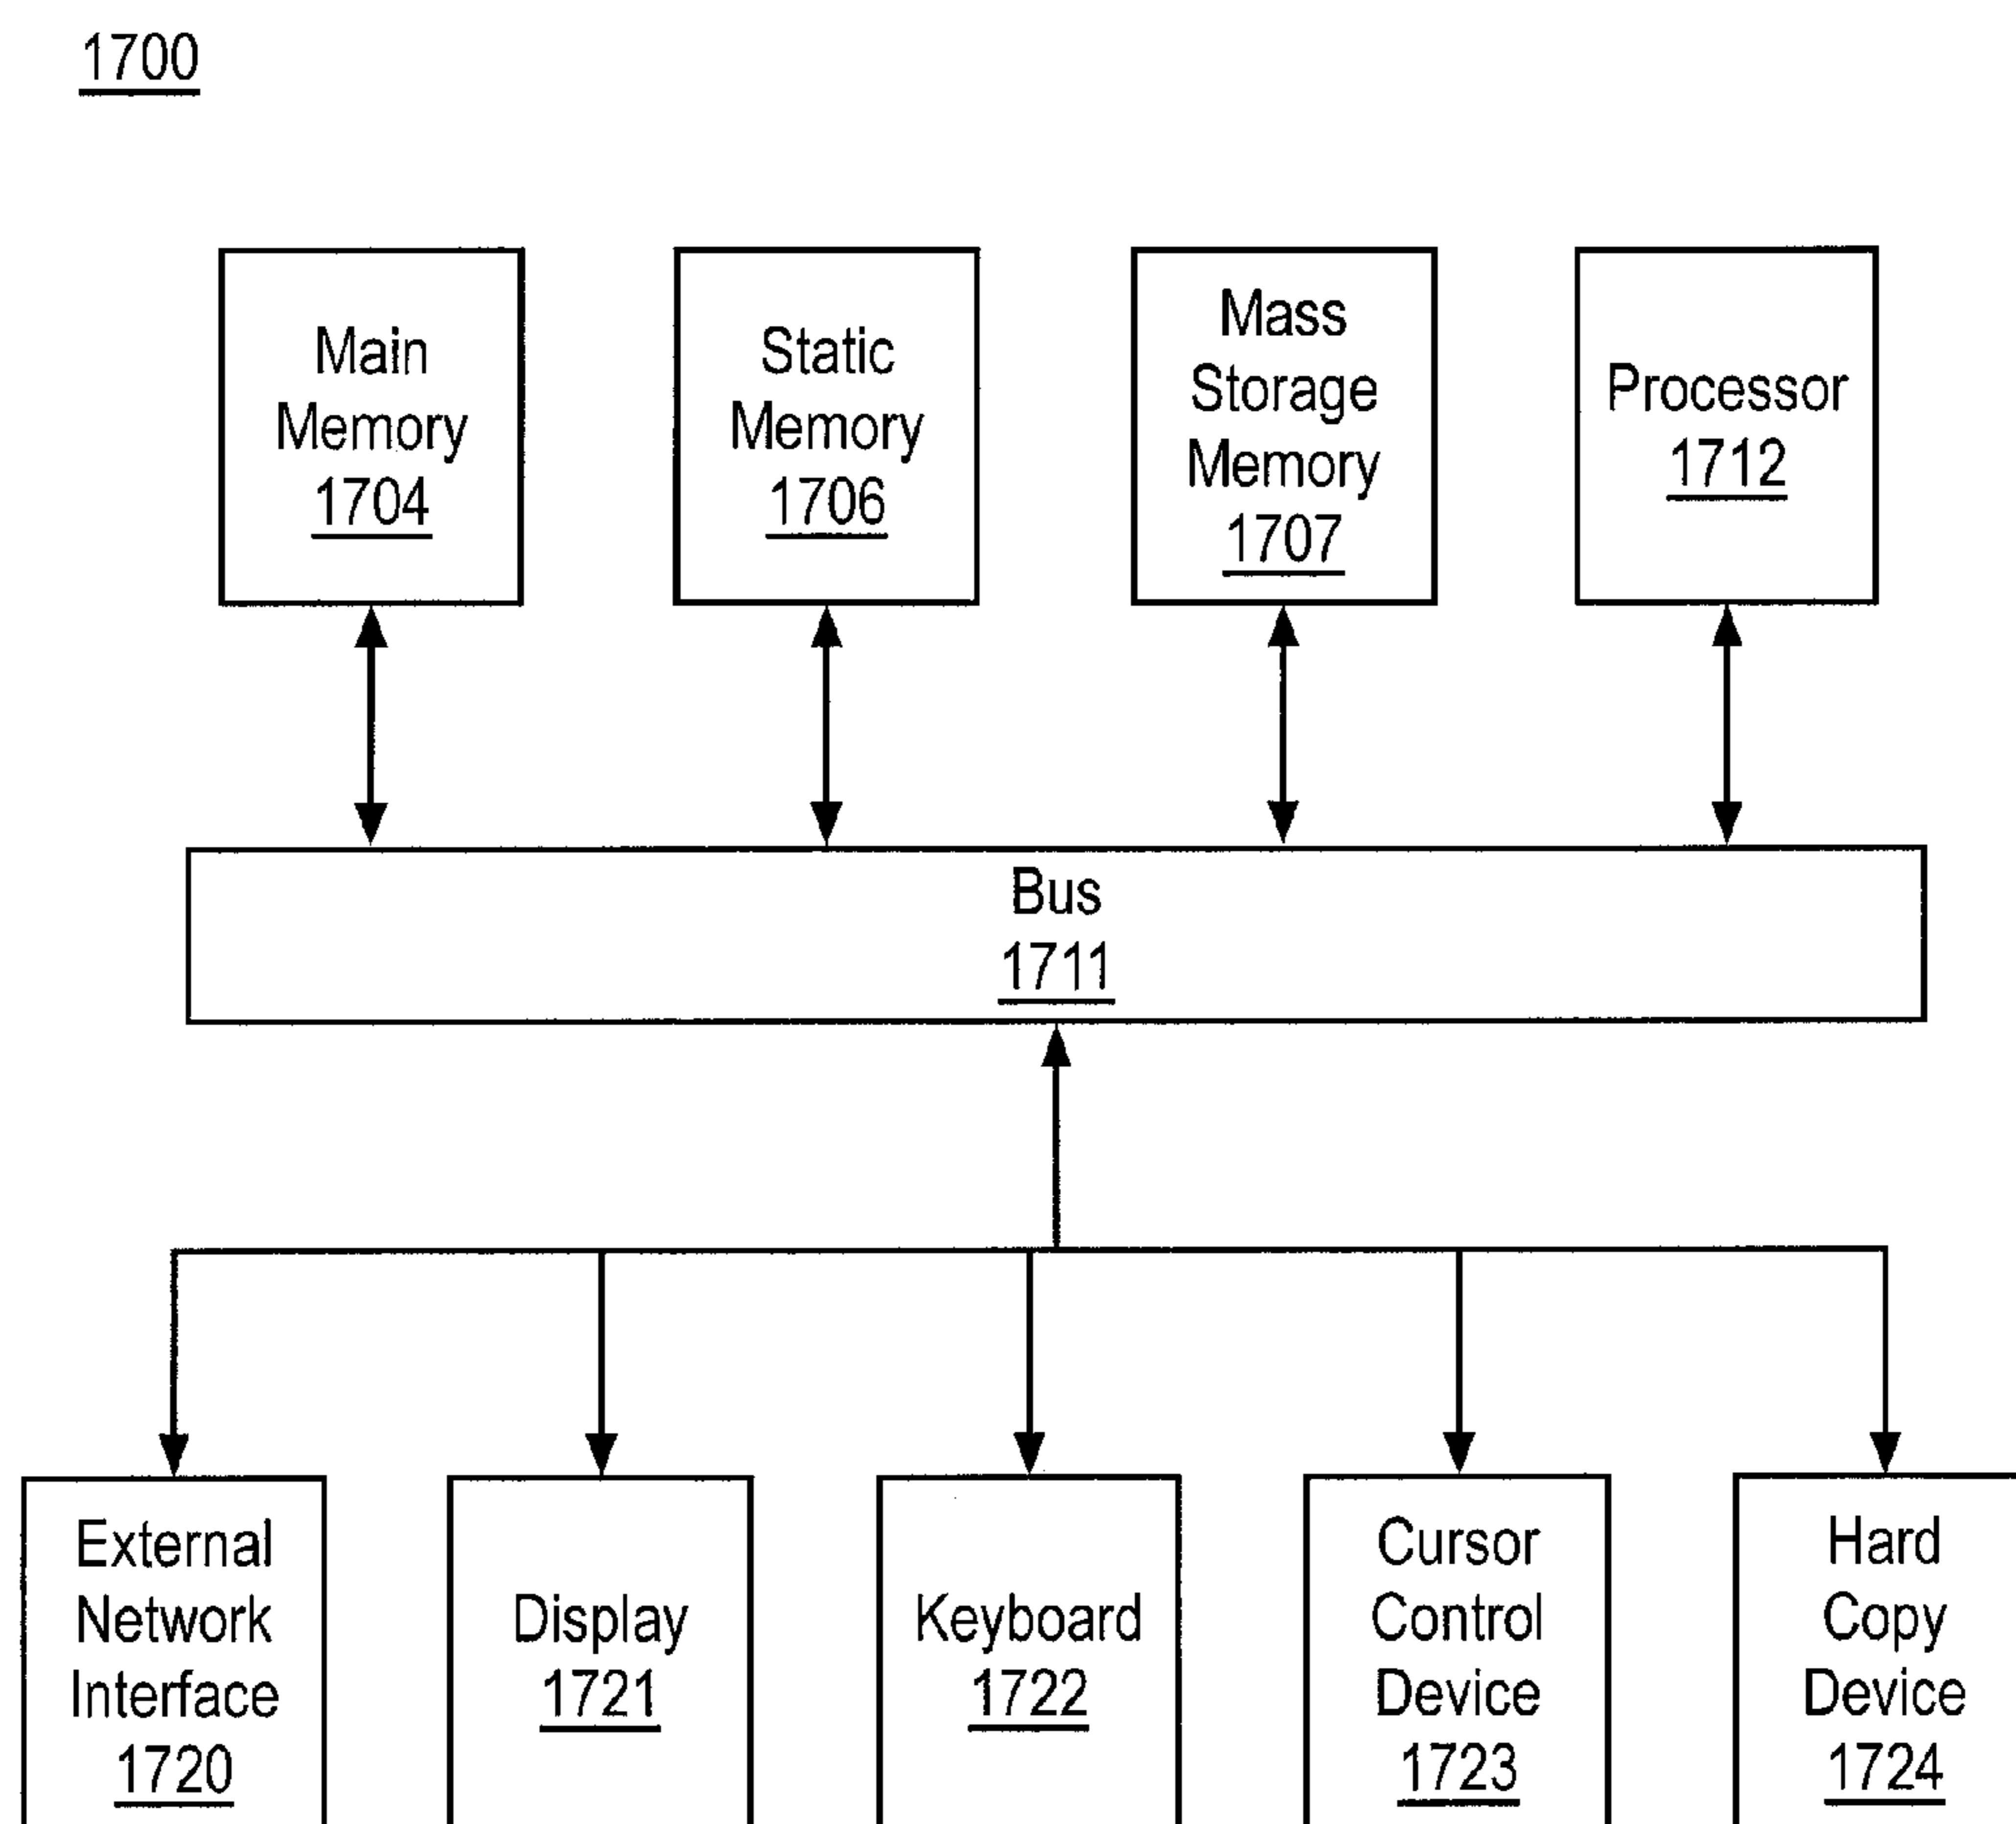 1700
Main
Memory
1704
Static
Memory
1706
Mass
Storage
Memory
1707
Processor
1712
Bus
1711
External
Network
Interface
1720
Display
1721
Keyboard
1722
Cursor
Control
Device
1723
Hard
Copy
Device
1724